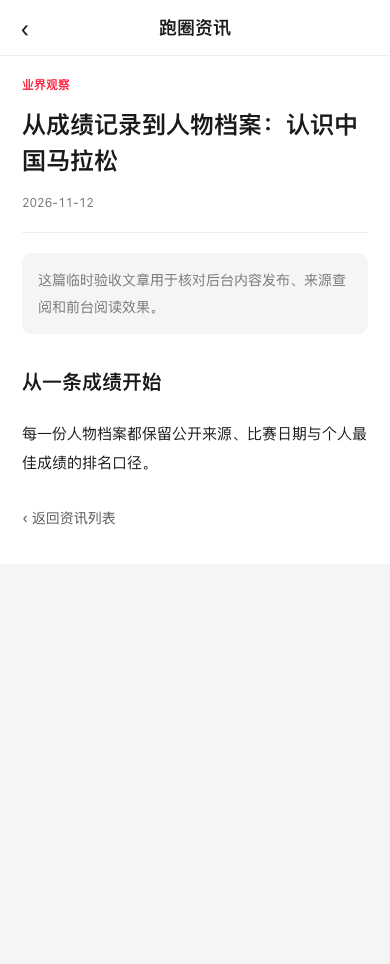 ‹ 跑圈资讯
业界观察
从成绩记录到人物档案：认识中
国马拉松
2026-11-12
这篇临时验收文章用于核对后台内容发布、来源查
阅和前台阅读效果。
从一条成绩开始
每一份人物档案都保留公开来源、比赛日期与个人最
佳成绩的排名口径。
‹ 返回资讯列表